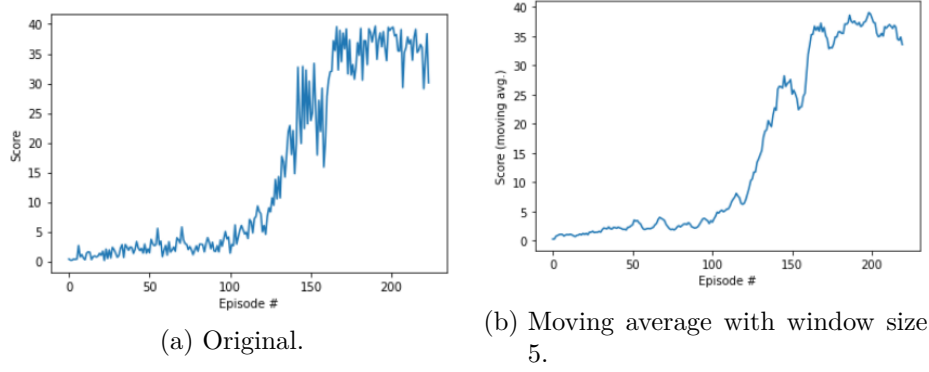 40
35
30
25
20
15
10
5
0
Score
0 50 100 150 200
Episode #
(a) Original.
40
35
30
25
20
15
10
5
0
Score (moving avg.)
0 50 100 150 200
Episode #
(b) Moving average with window size
5.